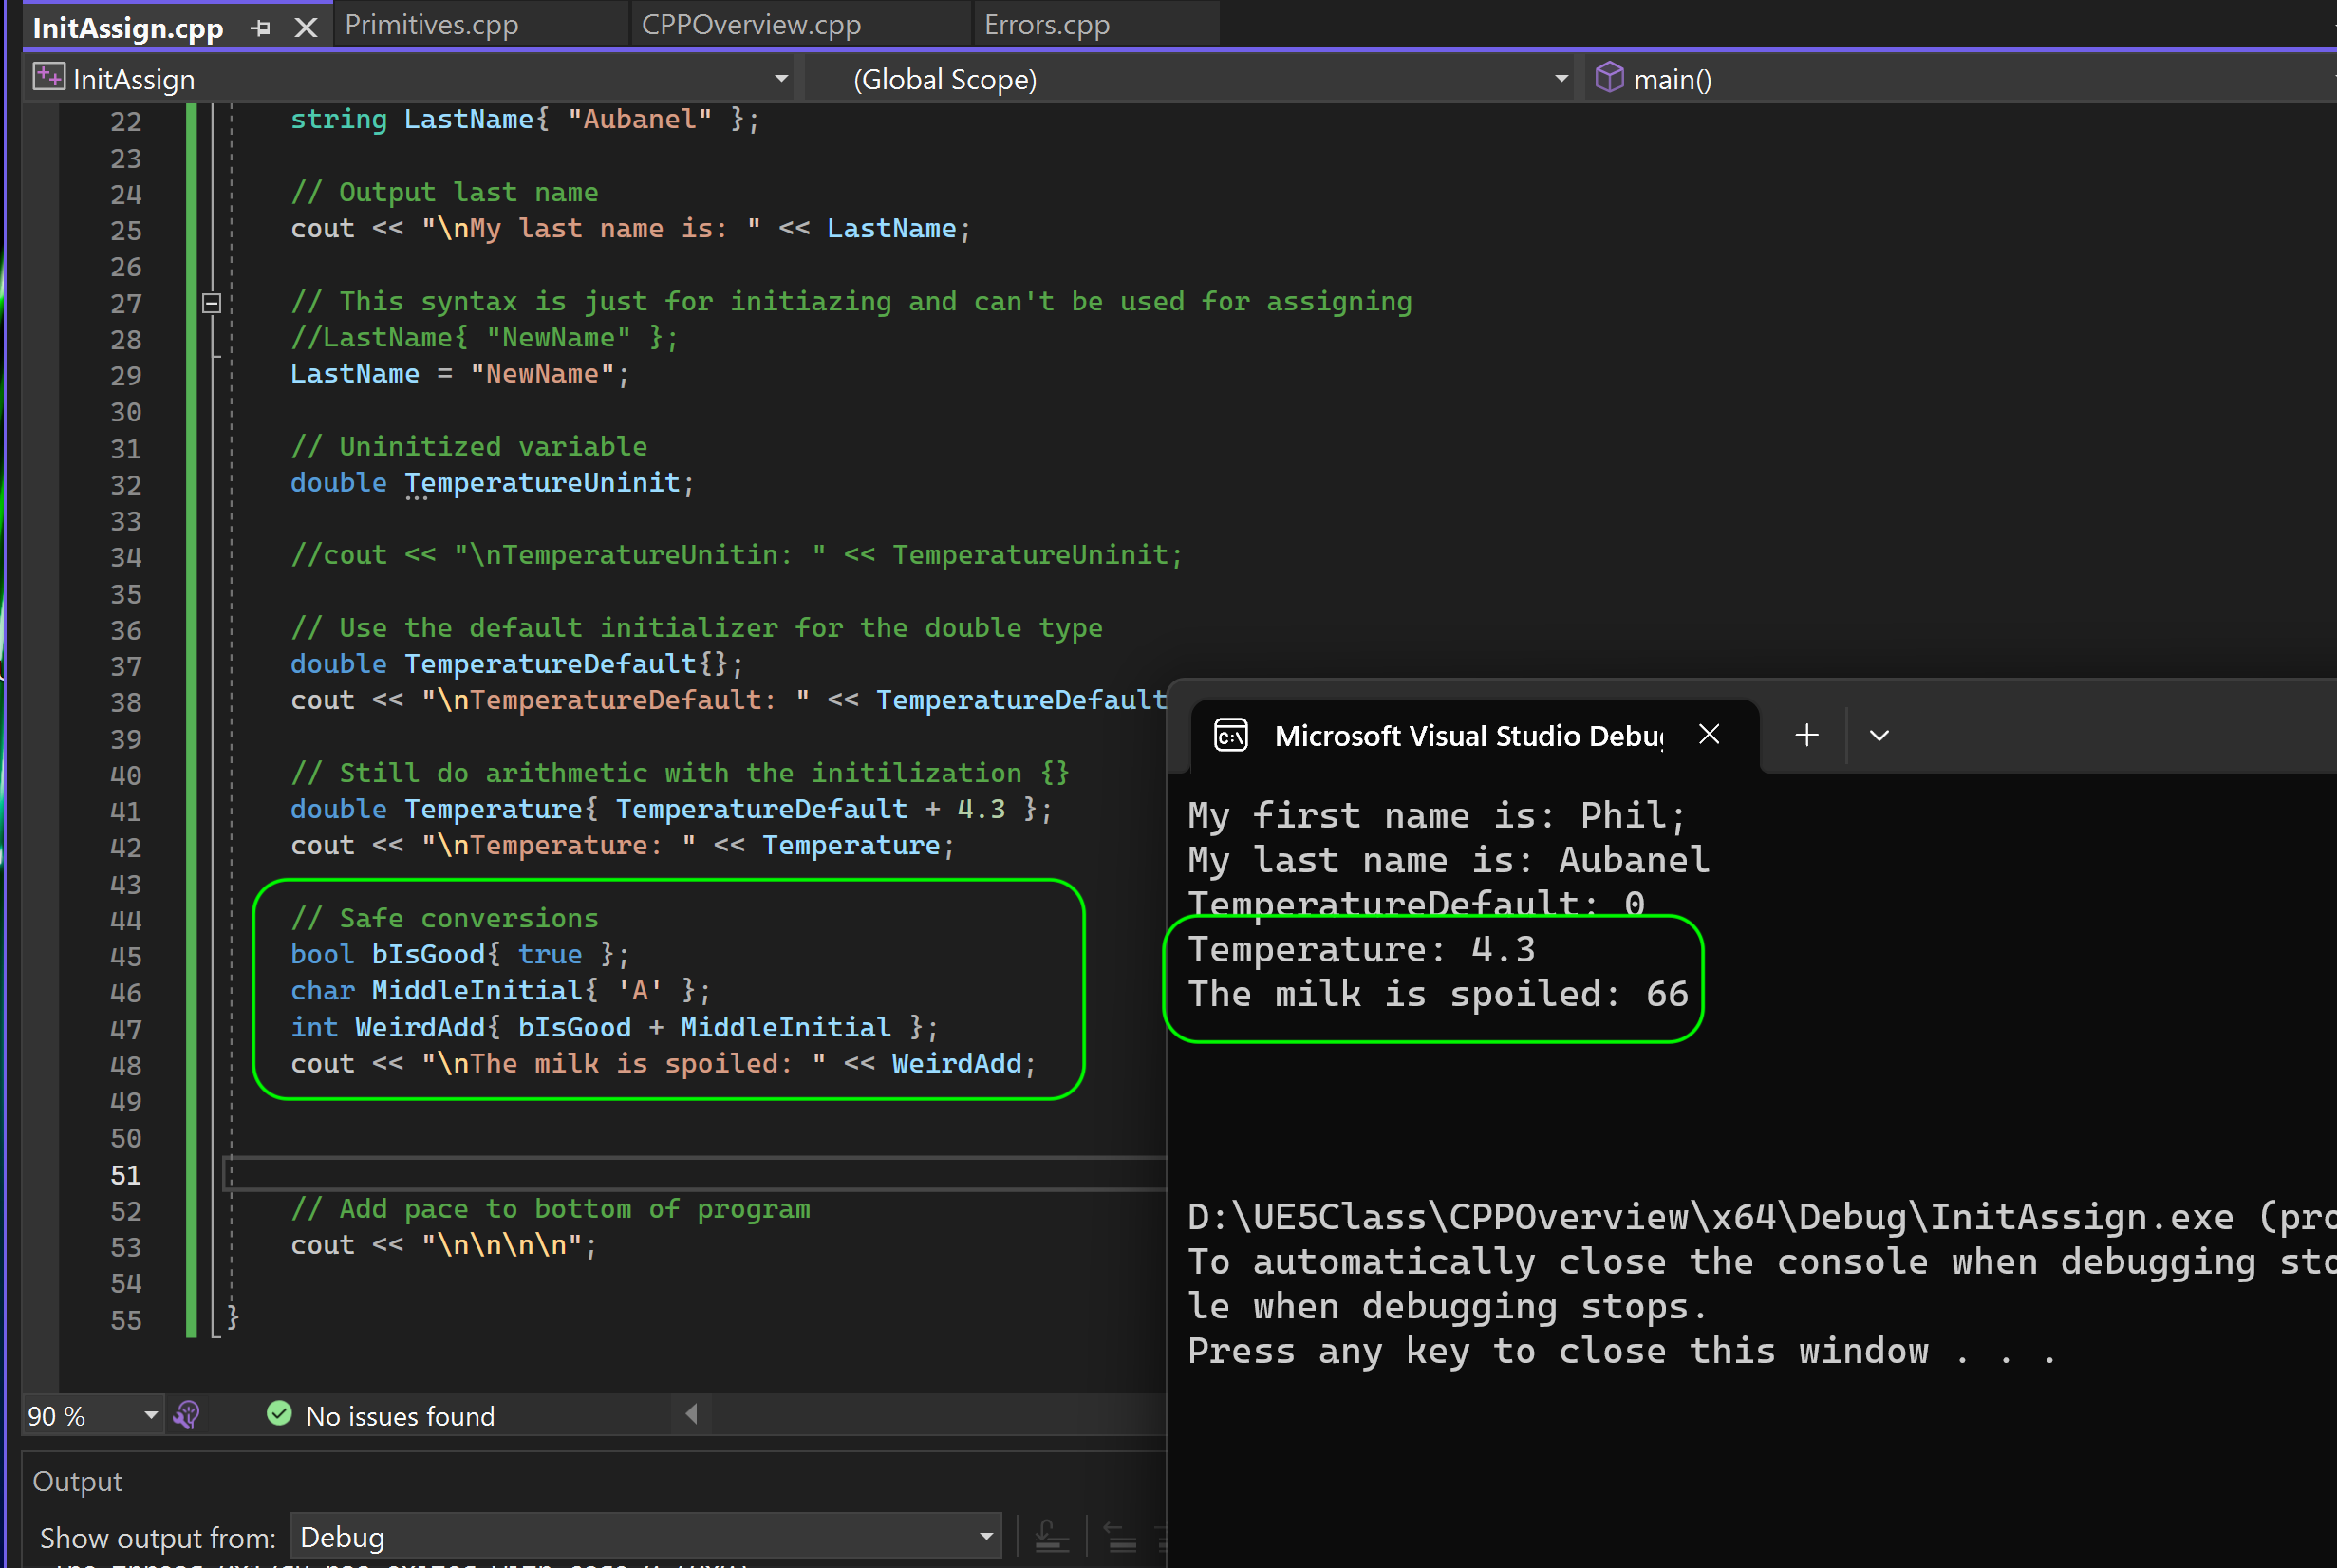 InitAssign.cpp Primitives.cpp CPPOverview.cpp Errors.cpp
InitAssign (Global Scope) main()
22 string LastName{ "Aubanel" };
23
24 // Output last name
25 cout << "\nMy last name is: " << LastName;
26
27 // This syntax is just for initiazing and can't be used for assigning
28 //LastName{ "NewName" };
29 LastName = "NewName";
30
31 // Uninitized variable
32 double TemperatureUninit;
33
34 //cout << "\nTemperatureUnitin: " << TemperatureUninit;
35
36 // Use the default initializer for the double type
37 double TemperatureDefault{};
38 cout << "\nTemperatureDefault: " << TemperatureDefault
39
40 // Still do arithmetic with the initilization {}
41 double Temperature{ TemperatureDefault + 4.3 };
42 cout << "\nTemperature: " << Temperature;
43
44 // Safe conversions
45 bool bIsGood{ true };
46 char MiddleInitial{ 'A' };
47 int WeirdAdd{ bIsGood + MiddleInitial };
48 cout << "\nThe milk is spoiled: " << WeirdAdd;
49
50
51
52 // Add pace to bottom of program
53 cout << "\n\n\n\n";
54
55 }
90 % No issues found
Output
Show output from: Debug
Microsoft Visual Studio Debu
My first name is: Phil;
My last name is: Aubanel
TemperatureDefault: 0
Temperature: 4.3
The milk is spoiled: 66
D:\UE5Class\CPPOverview\x64\Debug\InitAssign.exe (pro
To automatically close the console when debugging sto
le when debugging stops.
Press any key to close this window . . .